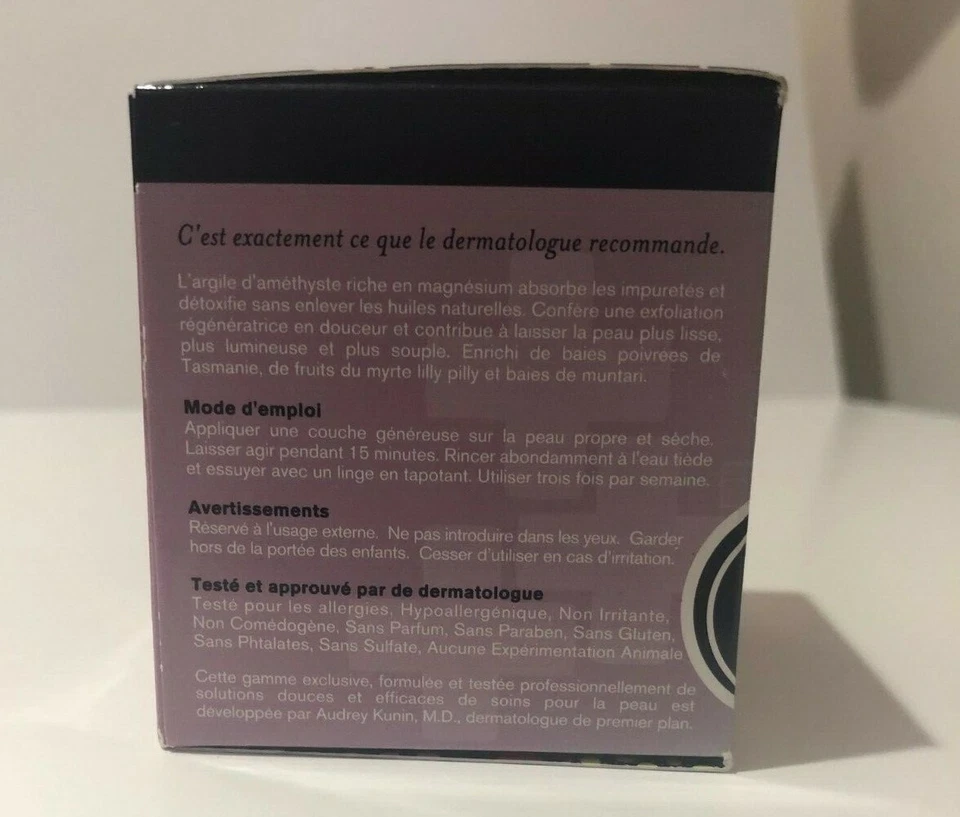 C'est exactement ce que le dermatologue recommande.
L'argile d'améthyste riche en magnésium absorbe les impuretés et
détoxifie sans enlever les huiles naturelles. Confère une exfoliation
régénératrice en douceur et contribue à laisser la peau plus lisse,
plus lumineuse et plus souple. Enrichi de baies poivrées de
Tasmanie, de fruits du myrte lilly pilly et baies de muntari.
Mode d'emploi
Appliquer une couche généreuse sur la peau propre et sèche.
Laisser agir pendant 15 minutes. Rincer abondamment à l'eau tiède
et essuyer avec un linge en tapotant. Utiliser trois fois par semaine.
Avertissements
Réservé à l'usage externe. Ne pas introduire dans les yeux. Garder
hors de la portée des enfants. Cesser d'utiliser en cas d'irritation.
Testé et approuvé par de dermatologue
Testé pour les allergies, Hypoallergénique, Non Irritante,
Non Comédogène, Sans Parfum, Sans Paraben, Sans Gluten,
Sans Phtalates, Sans Sulfate, Aucune Expérimentation Animale
Cette gamme exclusive, formulée et testée professionnellement de
solutions douces et efficaces de soins pour la peau est
développée par Audrey Kunin, M.D., dermatologue de premier plan.